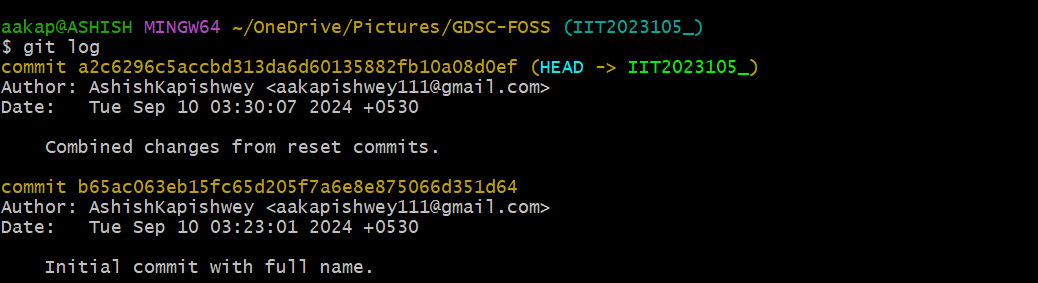 aakap@ASHISH MINGW64 ~/OneDrive/Pictures/GDSC-FOSS (IIT2023105_)
$ git log
commit a2c6296c5accbd313da6d60135882fb10a08d0ef (HEAD -> IIT2023105_)
Author: AshishKapishwey <aakapishwey111@gmail.com>
Date:   Tue Sep 10 03:30:07 2024 +0530
    Combined changes from reset commits.
commit b65ac063eb15fc65d205f7a6e8e875066d351d64
Author: AshishKapishwey <aakapishwey111@gmail.com>
Date:   Tue Sep 10 03:23:01 2024 +0530
    Initial commit with full name.